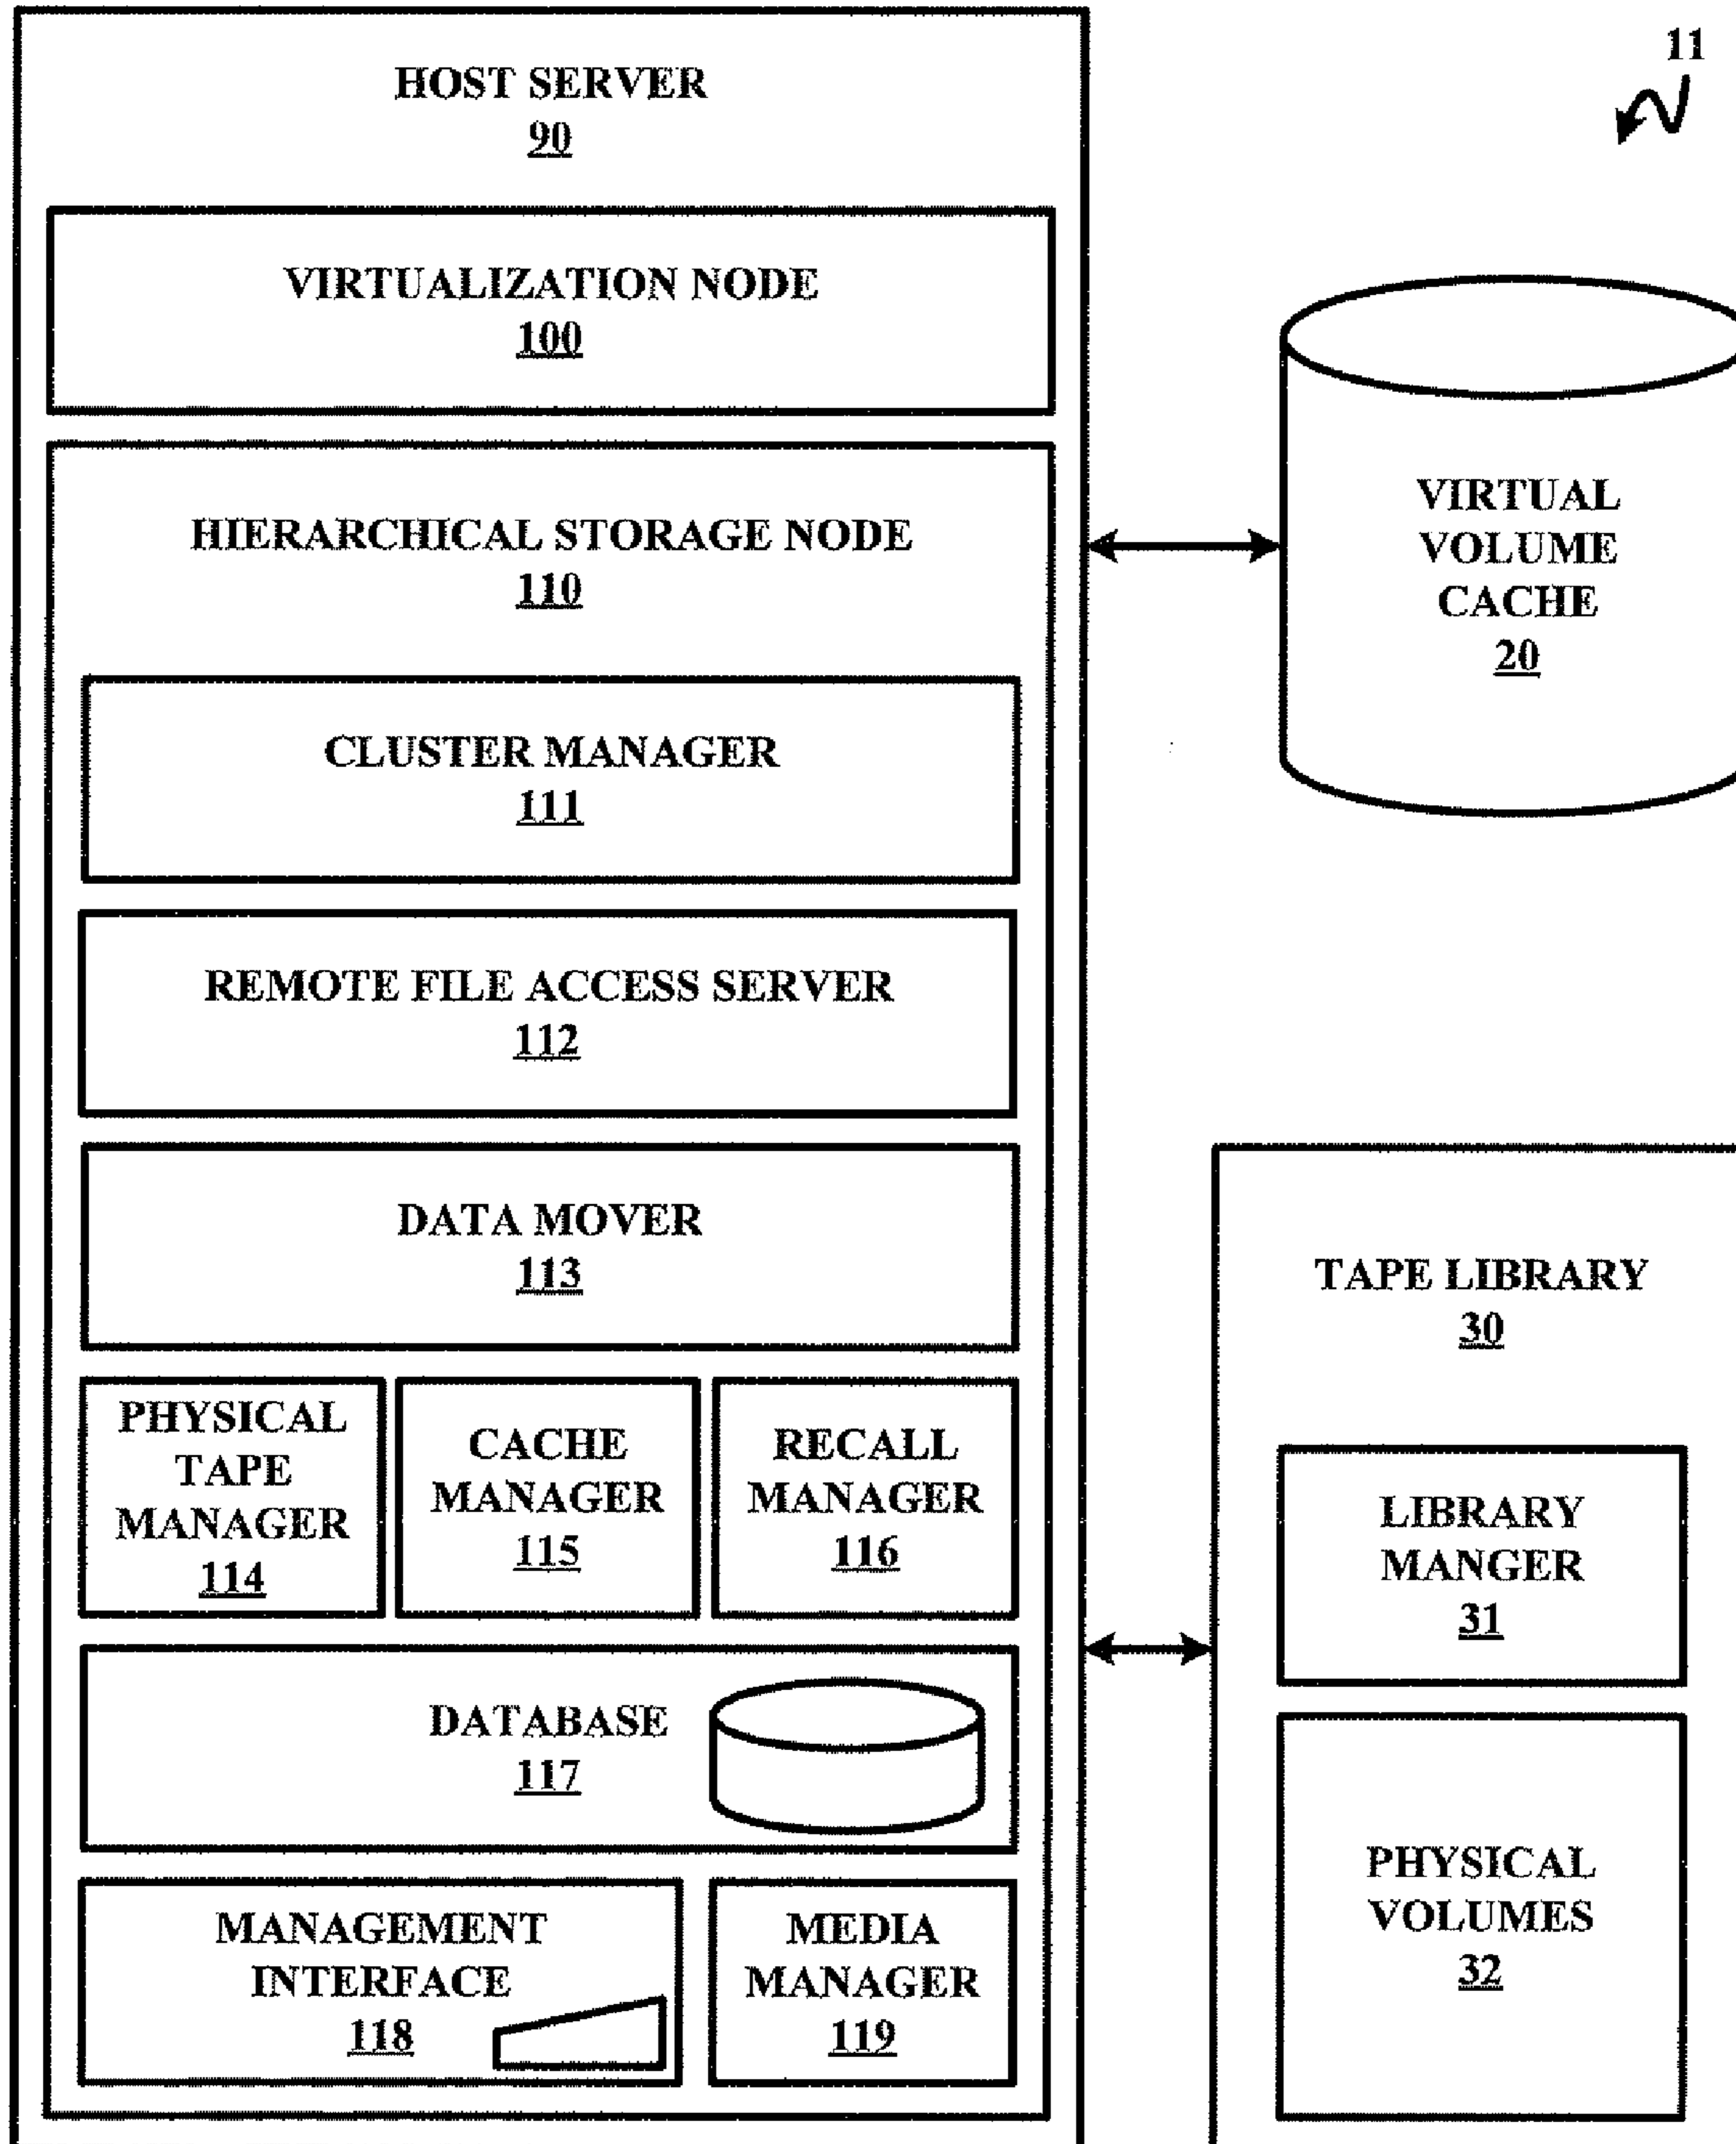 11
HOST SERVER
90
VIRTUALIZATION NODE
100
HIERARCHICAL STORAGE NODE
110
CLUSTER MANAGER
111
REMOTE FILE ACCESS SERVER
112
DATA MOVER
113
PHYSICAL
TAPE
MANAGER
114
CACHE
MANAGER
115
RECALL
MANAGER
116
DATABASE
117
MANAGEMENT
INTERFACE
118
MEDIA
MANAGER
119
VIRTUAL
VOLUME
CACHE
20
TAPE LIBRARY
30
LIBRARY
MANGER
31
PHYSICAL
VOLUMES
32